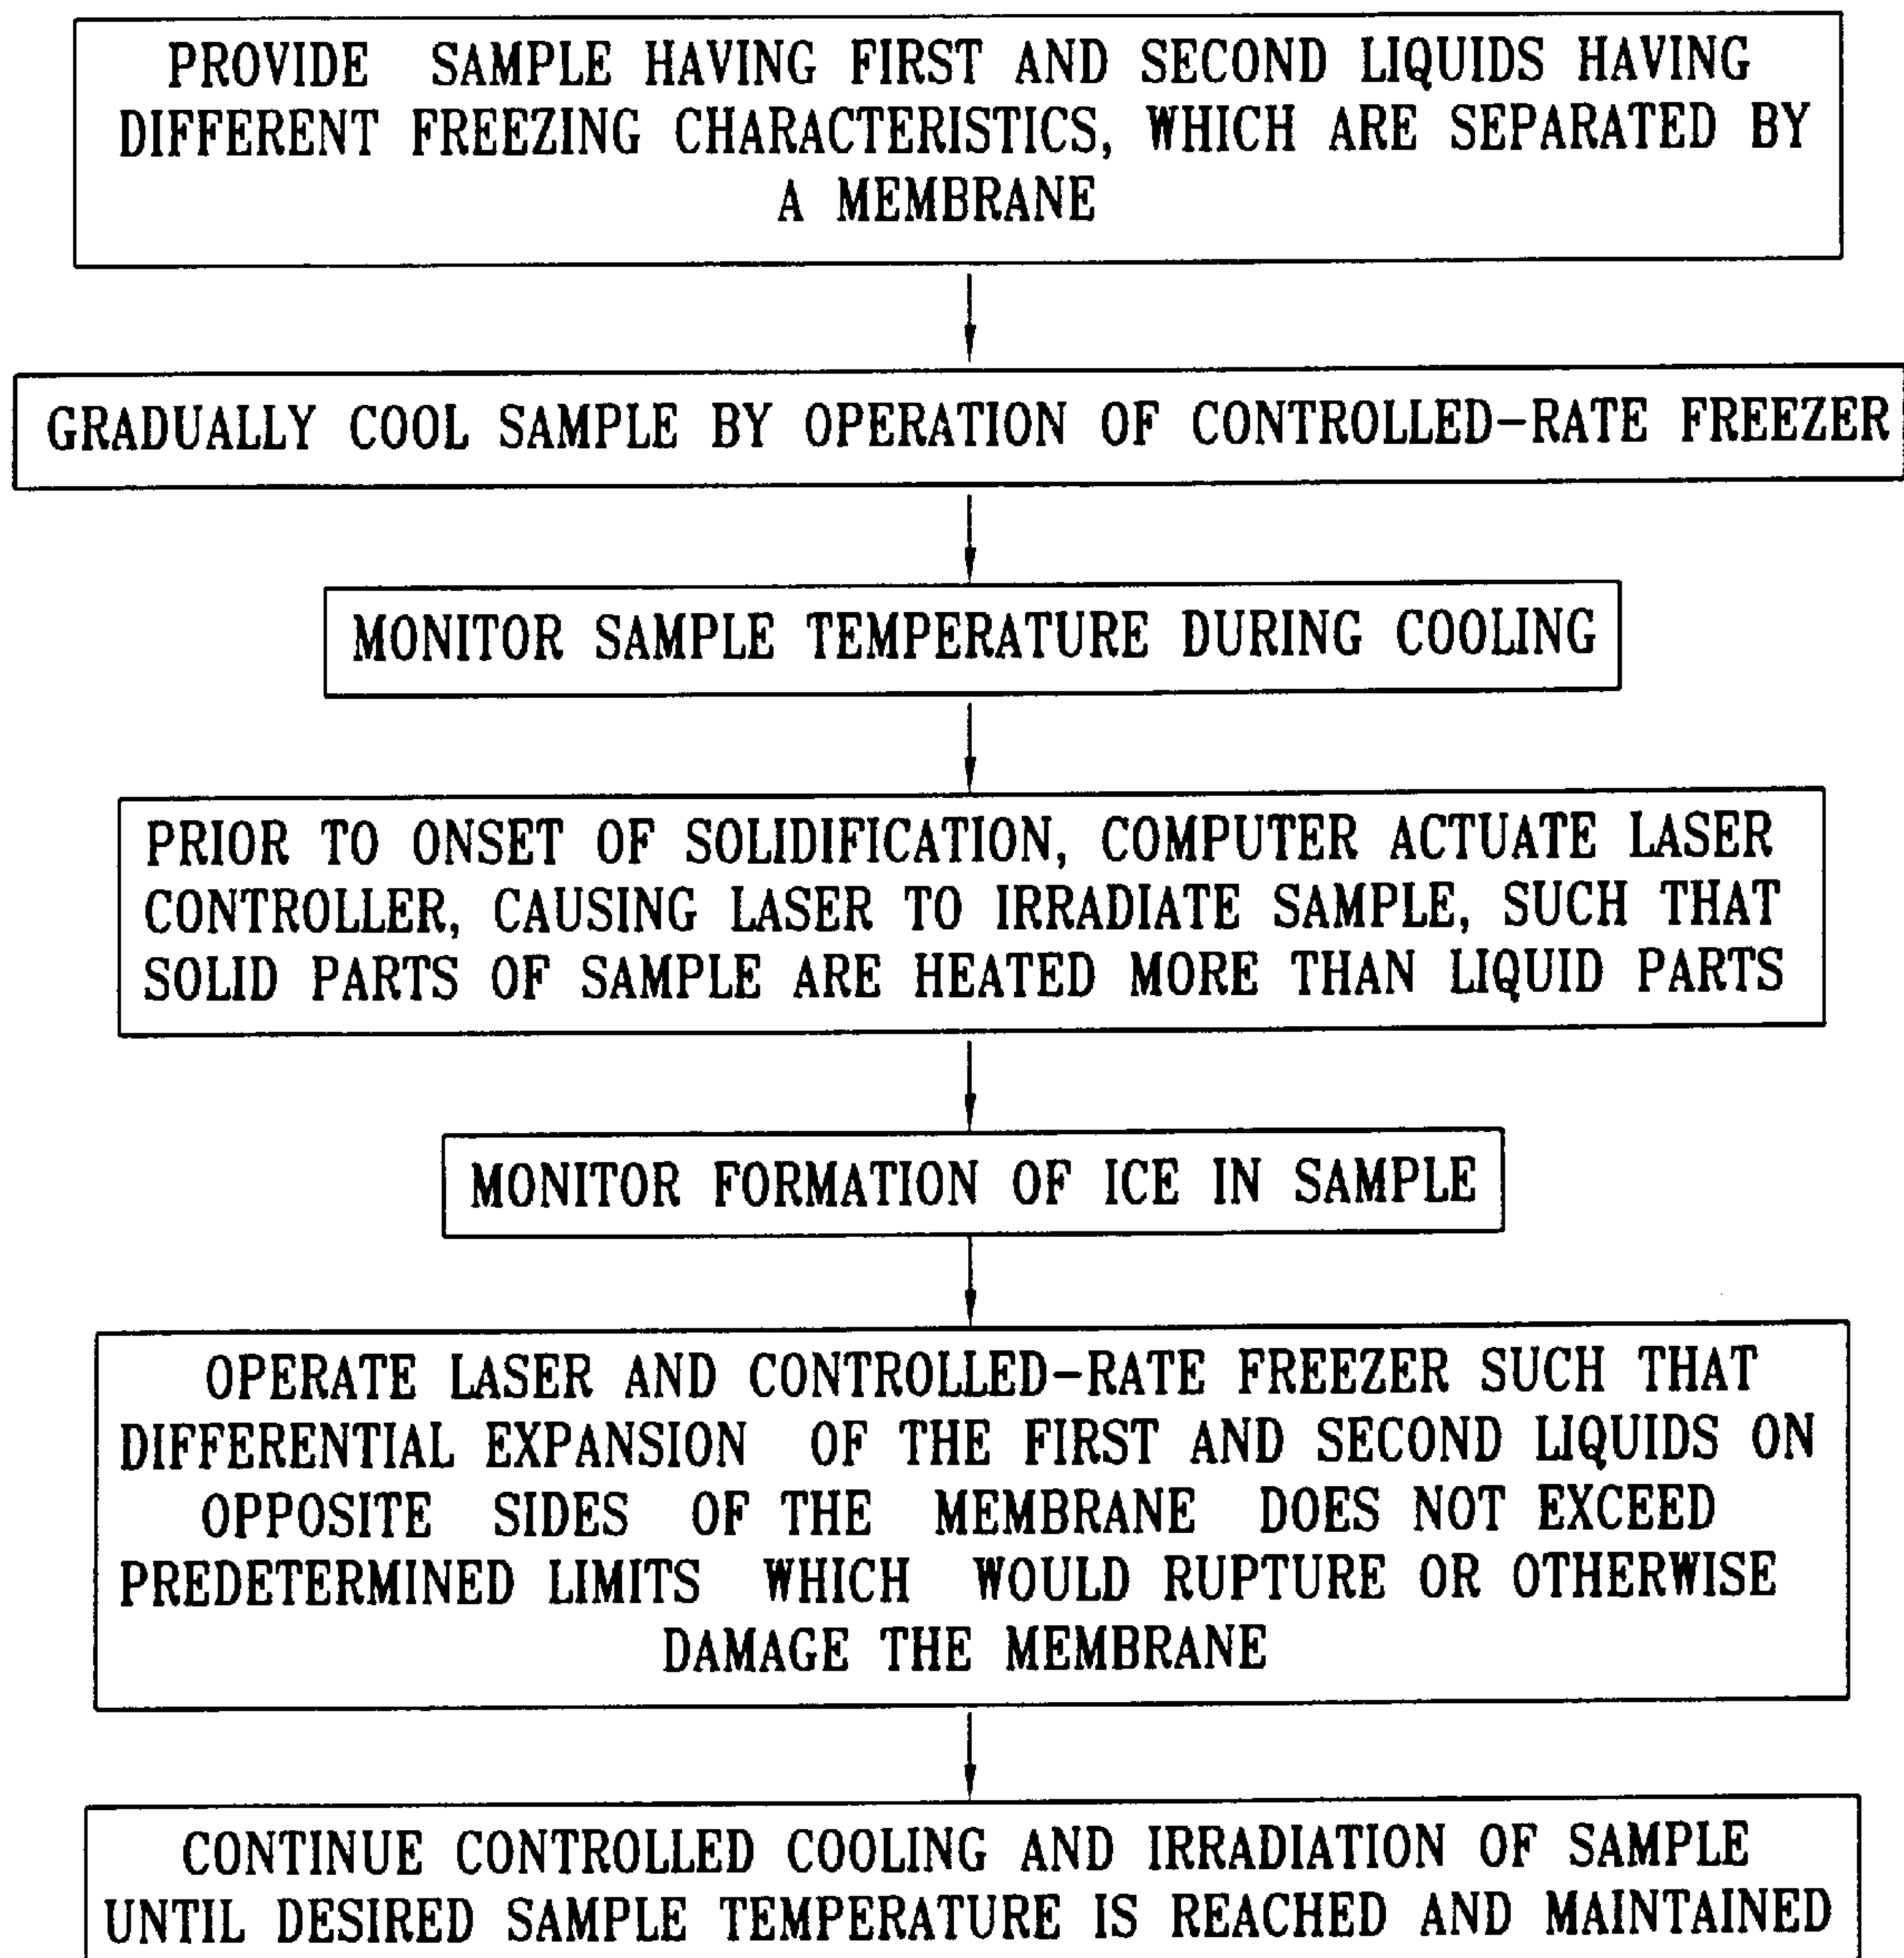 PROVIDE SAMPLE HAVING FIRST AND SECOND LIQUIDS HAVING
DIFFERENT FREEZING CHARACTERISTICS, WHICH ARE SEPARATED BY
A MEMBRANE
GRADUALLY COOL SAMPLE BY OPERATION OF CONTROLLED-RATE FREEZER
MONITOR SAMPLE TEMPERATURE DURING COOLING
PRIOR TO ONSET OF SOLIDIFICATION, COMPUTER ACTUATE LASER
CONTROLLER, CAUSING LASER TO IRRADIATE SAMPLE, SUCH THAT
SOLID PARTS OF SAMPLE ARE HEATED MORE THAN LIQUID PARTS
MONITOR FORMATION OF ICE IN SAMPLE
OPERATE LASER AND CONTROLLED-RATE FREEZER SUCH THAT
DIFFERENTIAL EXPANSION OF THE FIRST AND SECOND LIQUIDS ON
OPPOSITE SIDES OF THE MEMBRANE DOES NOT EXCEED
PREDETERMINED LIMITS WHICH WOULD RUPTURE OR OTHERWISE
DAMAGE THE MEMBRANE
CONTINUE CONTROLLED COOLING AND IRRADIATION OF SAMPLE
UNTIL DESIRED SAMPLE TEMPERATURE IS REACHED AND MAINTAINED